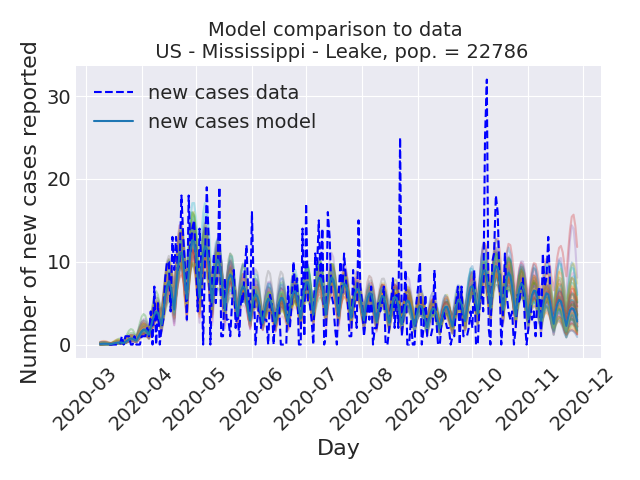 Model comparison to data
US - Mississippi - Leake, pop. = 22786
Number of new cases reported
30
20
10
0
new cases data
new cases model
2020-03
2020-04
2020-05
2020-06
2020-07
2020-08
2020-09
2020-10
2020-11
2020-12
Day